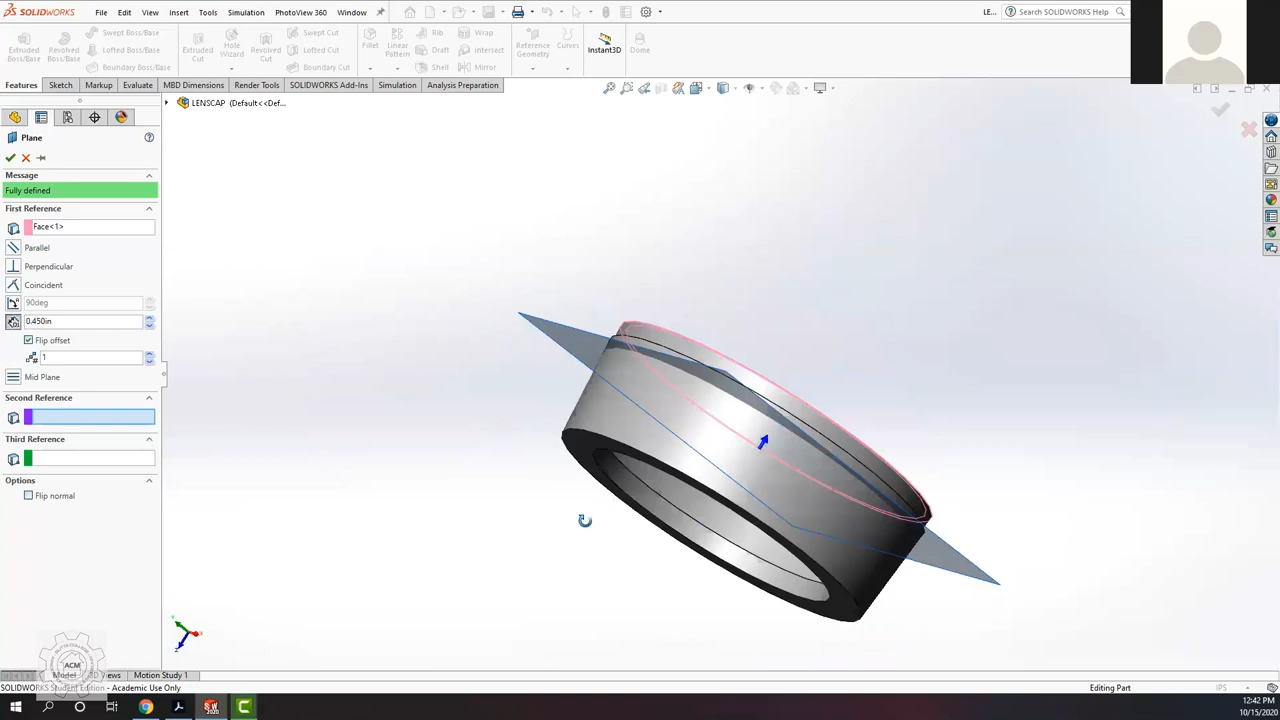 SOLIDWORKS File Edit View Insert Tools Simulation PhotoView 360 Window LE... Search SOLIDWORKS Help
Extruded Boss/Base Revolved Boss/Base Swept Boss/Base Lofted Boss/Base Boundary Boss/Base Extruded Cut Hole Wizard Revolved Cut Swept Cut Lofted Cut Boundary Cut Fillet Linear Pattern Rib Draft Shell Wrap Intersect Mirror Reference Geometry Curves Instant3D Dome
Features Sketch Markup Evaluate MBD Dimensions Render Tools SOLIDWORKS Add-Ins Simulation Analysis Preparation
LENSCAP (Default<<Def...
Plane
Message
Fully defined
First Reference
Face<1>
Parallel
Perpendicular
Coincident
90deg
0.450in
Flip offset
1
Mid Plane
Second Reference
Third Reference
Options
Flip normal
ACM
Model 3D Views Motion Study 1
SOLIDWORKS Student Edition - Academic Use Only Editing Part IPS
12:42 PM
10/15/2020